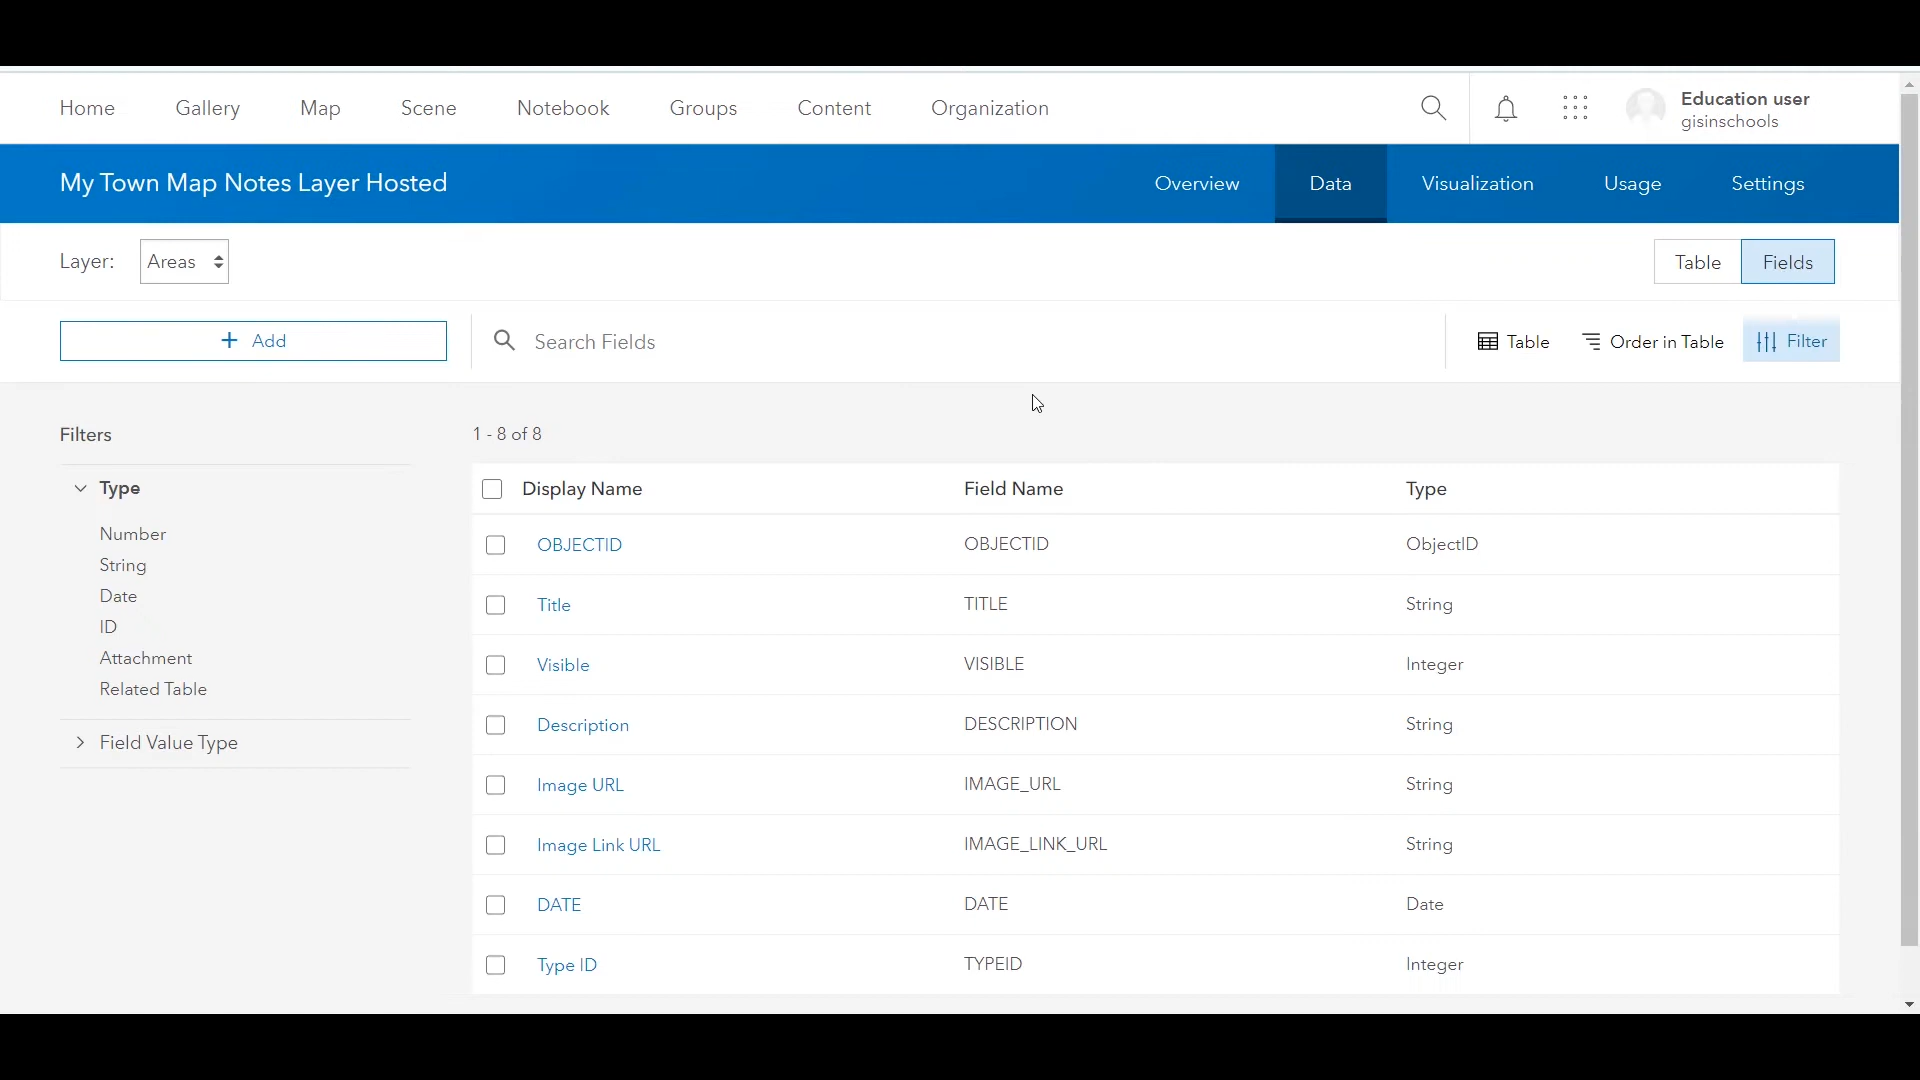 Home Gallery Map Scene Notebook Groups Content Organization Education user
gisinschools
My Town Map Notes Layer Hosted Overview Data Visualization Usage Settings
Layer: Areas Table Fields
+ Add Search Fields Table Order in Table Filter
Filters 1 - 8 of 8
Type Display Name Field Name Type
Number
String
Date
ID
Attachment
Related Table
Field Value Type
OBJECTID OBJECTID ObjectID
Title TITLE String
Visible VISIBLE Integer
Description DESCRIPTION String
Image URL IMAGE_URL String
Image Link URL IMAGE_LINK_URL String
DATE DATE Date
Type ID TYPEID Integer